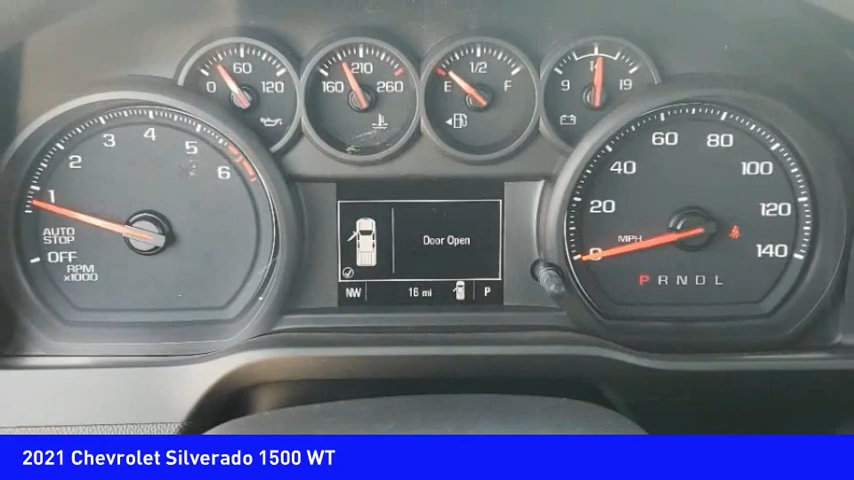 0 60 120
160 210 260
E 1/2 F
9 14 19
1 2 3 4 5 6
AUTO
STOP
OFF
RPM
x1000
Door Open
NW 16 mi P
0 20 40 60 80 100 120 140
MPH
P R N D L
2021 Chevrolet Silverado 1500 WT